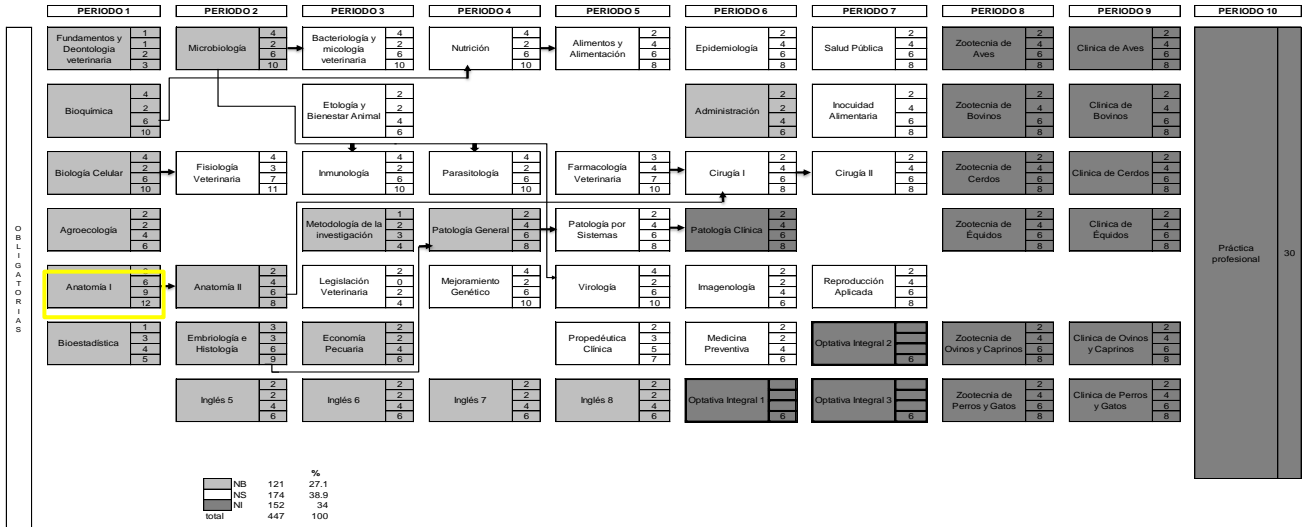 PERIODO 1
PERIODO 2
PERIODO 3
PERIODO 4
PERIODO 5
PERIODO 6
PERIODO 7
PERIODO 8
PERIODO 9
PERIODO 10
OBLIGATORIAS
Fundamentos y
Deontologia
veterinaria
1
1
2
3
Microbiología
4
2
6
10
Bacteriología y
micología
veterinaria
4
2
6
10
Nutrición
4
2
6
10
Alimentos y
Alimentación
2
4
6
8
Epidemiología
2
4
6
8
Salud Pública
2
4
6
8
Zootecnia de
Aves
2
4
6
8
Clinica de Aves
2
4
6
8
Bioquímica
4
2
6
10
Etología y
Bienestar Animal
2
2
4
6
Administración
2
2
4
6
Inocuidad
Alimentaria
2
4
6
8
Zootecnia de
Bovinos
2
4
6
8
Clinica de
Bovinos
2
4
6
8
Biología Celular
4
2
6
10
Fisiología
Veterinaria
4
3
7
11
Inmunología
4
2
6
10
Parasitología
4
2
6
10
Farmacología
Veterinaria
3
4
7
10
Cirugía I
2
4
6
8
Cirugía II
2
4
6
8
Zootecnia de
Cerdos
2
4
6
8
Clinica de Cerdos
2
4
6
8
Agroecología
2
2
4
6
Metodología de la
investigación
1
2
3
4
Patología General
2
4
6
8
Patología por
Sistemas
2
4
6
8
Patología Clínica
2
4
6
8
Zootecnia de
Équidos
2
4
6
8
Clinica de
Équidos
2
4
6
8
Práctica
profesional
30
Anatomía I
6
9
12
Anatomía II
2
4
6
8
Legislación
Veterinaria
2
0
2
4
Mejoramiento
Genético
4
2
6
10
Virología
4
2
6
10
Imagenología
2
4
6
8
Reproducción
Aplicada
2
4
6
8
Bioestadística
1
3
4
5
Embriología e
Histología
3
3
6
9
Economía
Pecuaria
2
2
4
6
Propedéutica
Clínica
2
3
5
7
Medicina
Preventiva
2
2
4
6
Optativa Integral 2
6
Zootecnia de
Ovinos y Caprinos
2
4
6
8
Clinica de Ovinos
y Caprinos
2
4
6
8
Inglés 5
2
2
4
6
Inglés 6
2
2
4
6
Inglés 7
2
2
4
6
Inglés 8
2
2
4
6
Optativa Integral 1
6
Optativa Integral 3
6
Zootecnia de
Perros y Gatos
2
4
6
8
Clinica de Perros
y Gatos
2
4
6
8
%
NB 121 27.1
NS 174 38.9
NI 152 34
total 447 100